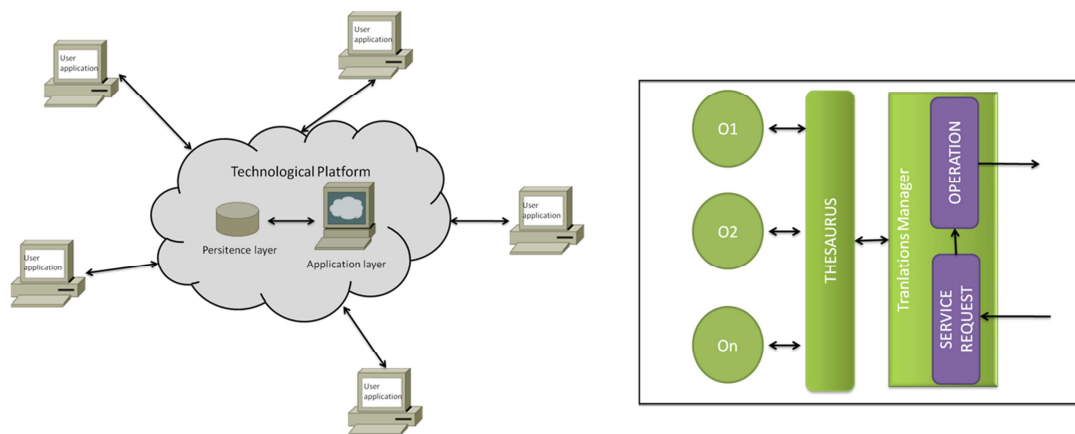 User
application
User
application
Technological Platform
Persitence layer
Application layer
User
application
User
application
User
application
O1
O2
On
THESAURUS
Tranlations Manager
OPERATION
SERVICE
REQUEST